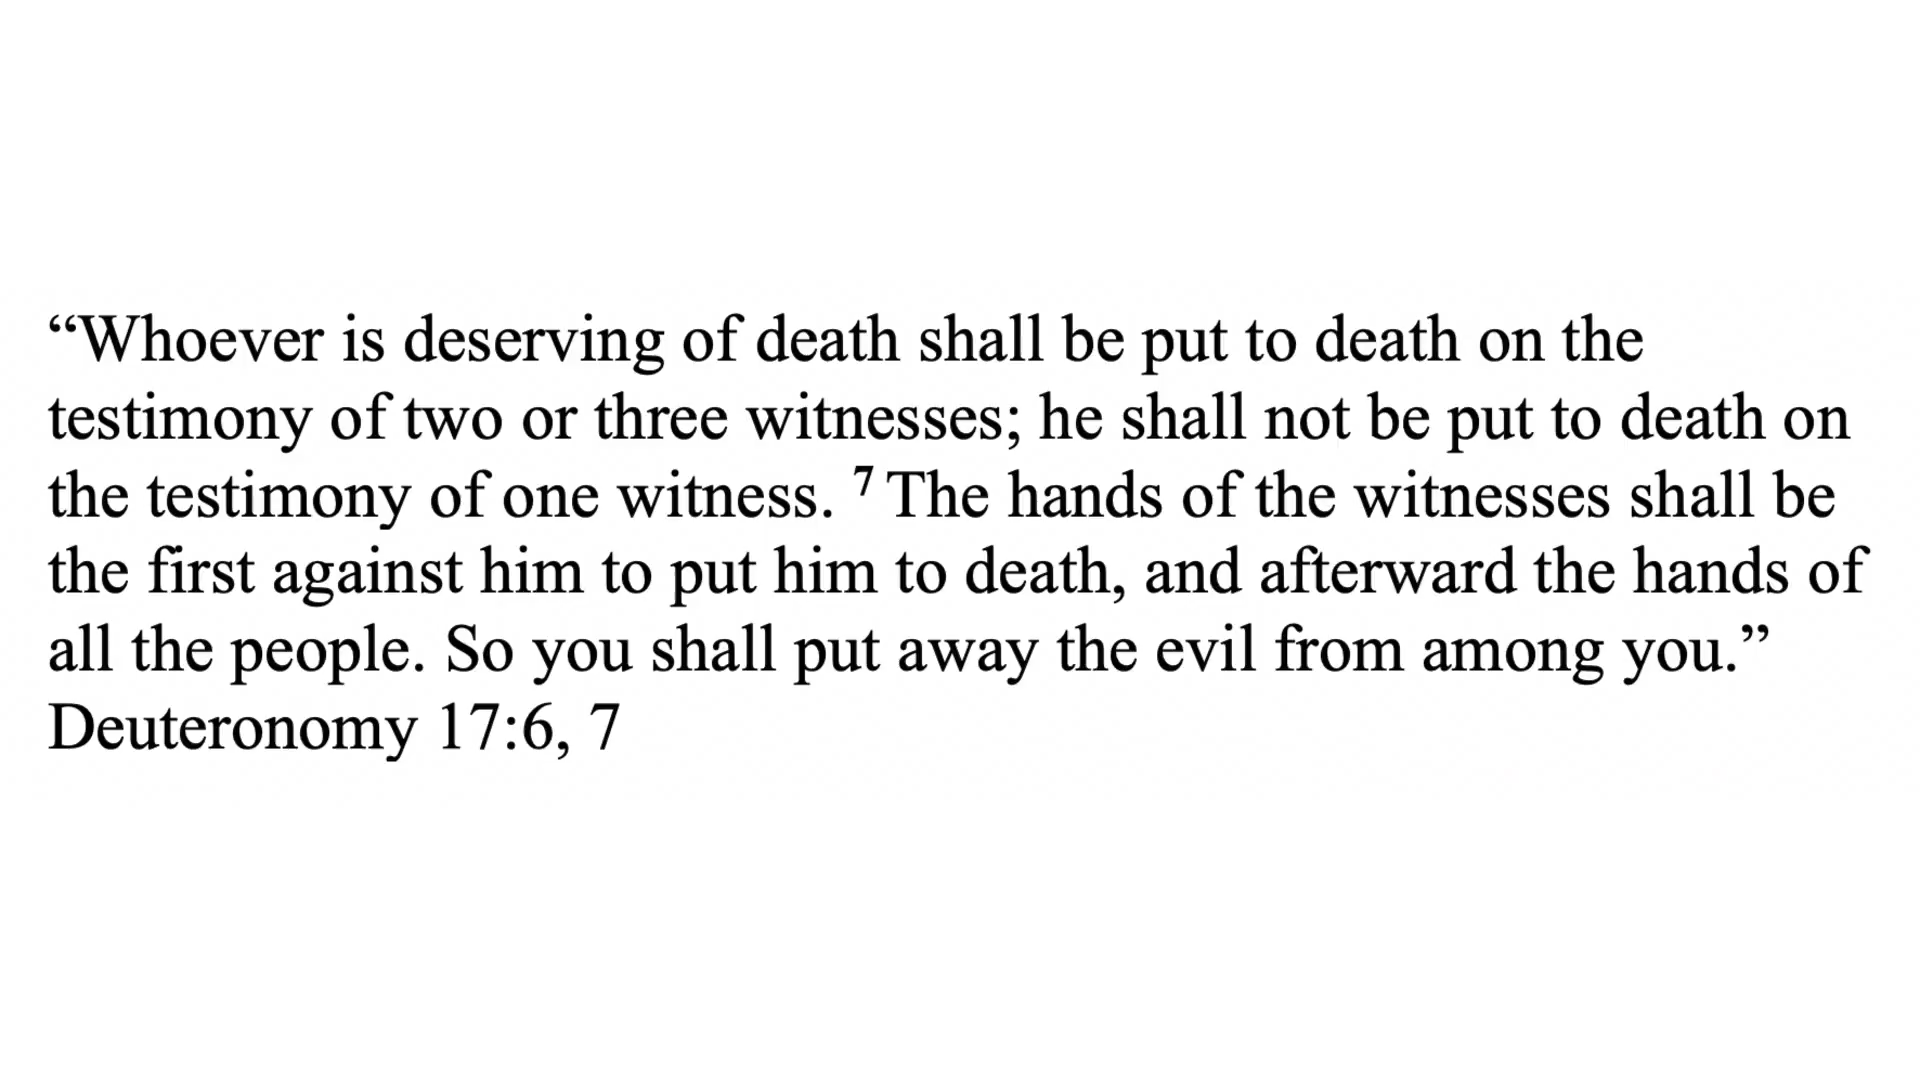 “Whoever is deserving of death shall be put to death on the
testimony of two or three witnesses; he shall not be put to death on
the testimony of one witness. ⁷ The hands of the witnesses shall be
the first against him to put him to death, and afterward the hands of
all the people. So you shall put away the evil from among you.”
Deuteronomy 17:6, 7